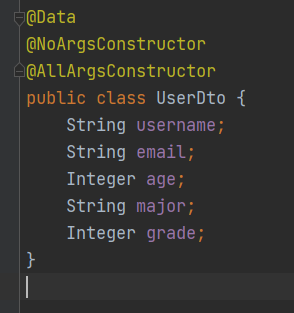 @Data
@NoArgsConstructor
@AllArgsConstructor
public class UserDto {
    String username;
    String email;
    Integer age;
    String major;
    Integer grade;
}